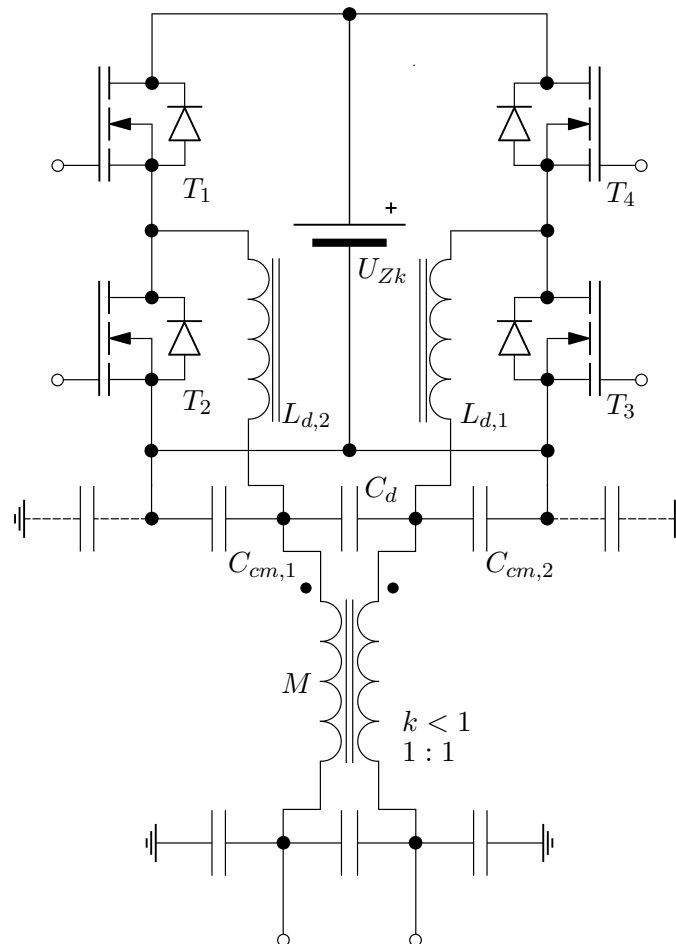 T1
T4
+
UZk
T2
Ld,2
Ld,1
T3
Cd
Ccm,1
Ccm,2
M
k < 1
1 : 1